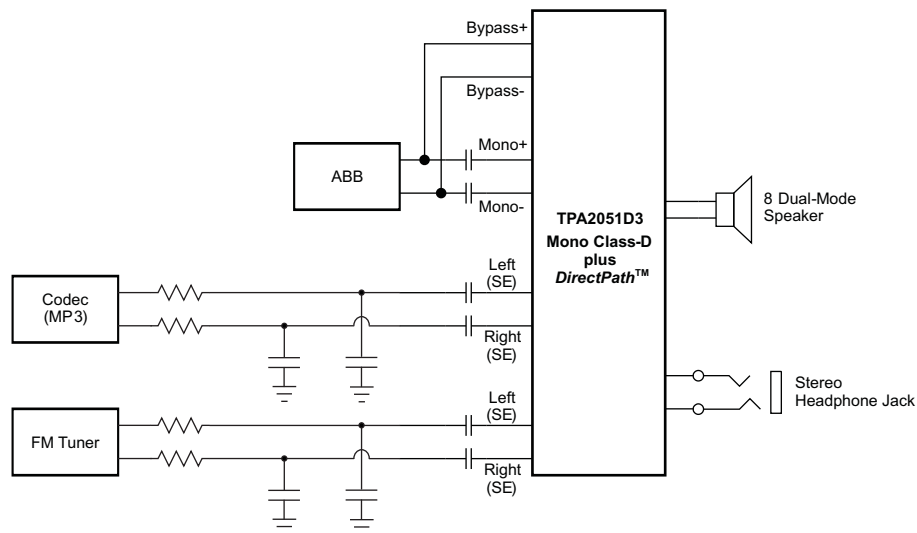 Bypass+
Bypass-
Mono+
ABB
Mono-
TPA2051D3
Mono Class-D
plus
DirectPath™
8 Dual-Mode
Speaker
Left
(SE)
Codec
(MP3)
Right
(SE)
Stereo
Headphone Jack
Left
(SE)
FM Tuner
Right
(SE)